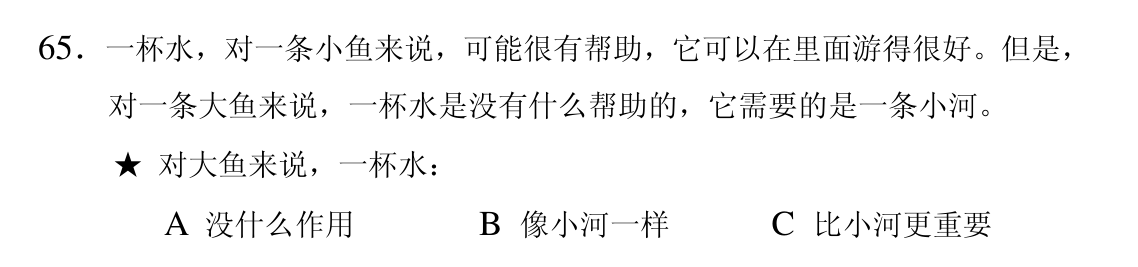 65．一杯水，对一条小鱼来说，可能很有帮助，它可以在里面游得很好。但是，
对一条大鱼来说，一杯水是没有什么帮助的，它需要的是一条小河。
★ 对大鱼来说，一杯水：
A 没什么作用 B 像小河一样 C 比小河更重要